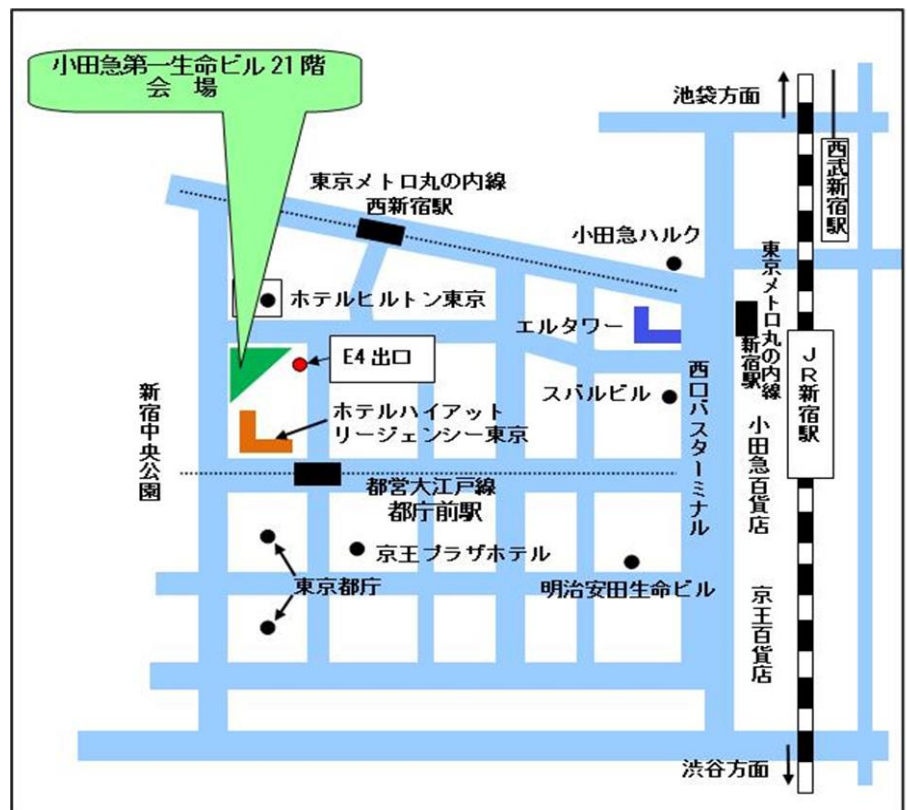 小田急第一生命ビル21階
会 場
池袋方面
西武新宿駅
東京メトロ丸の内線
西新宿駅
小田急ハルク
東京メトロ丸の内線
新宿駅
ホテルヒルトン東京
エルタワー
E4 出口
JR新宿駅
スバルビル
西口バスターミナル
新宿中央公園
ホテルハイアット
リージェンシー東京
小田急百貨店
都営大江戸線
都庁前駅
京王プラザホテル
東京都庁
明治安田生命ビル
京王百貨店
渋谷方面